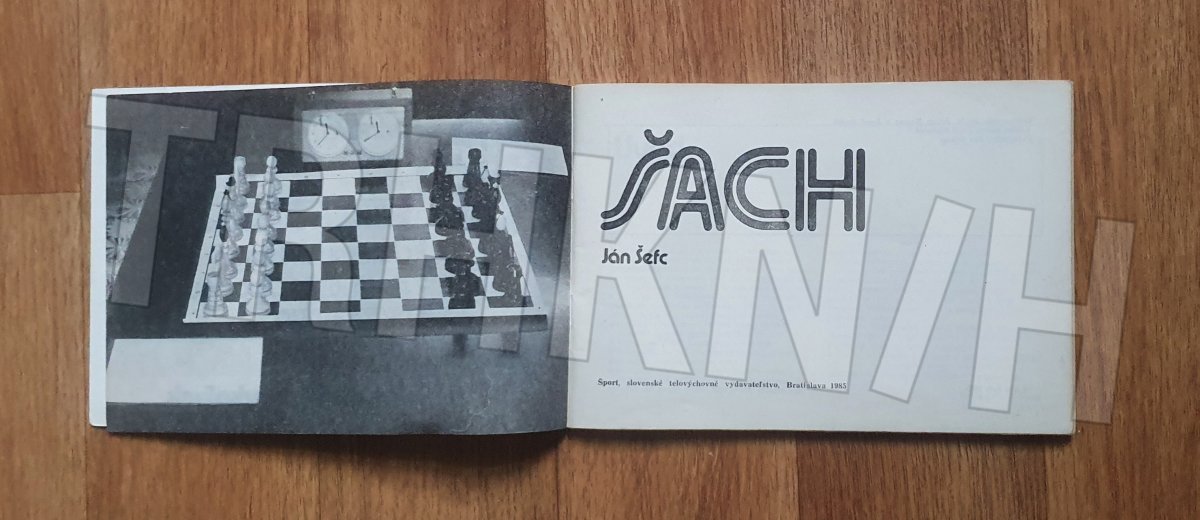 ŠACH
Ján Šefc
Šport, slovenské telovýchovné vydavateľstvo, Bratislava 1985